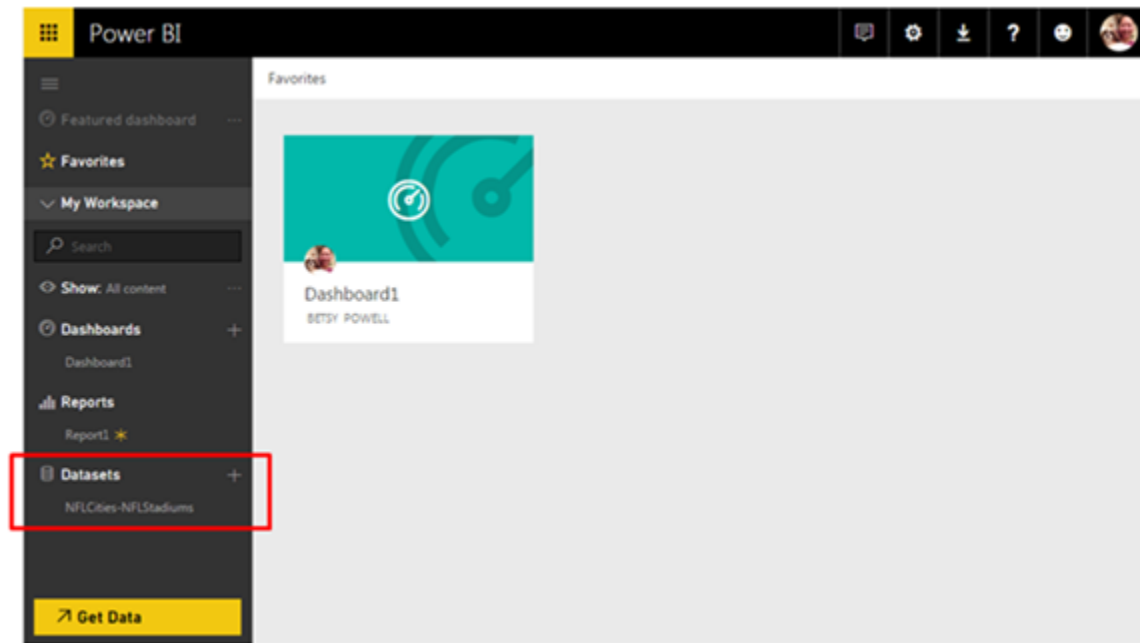 Power BI
?
Favorites
Featured dashboard ...
Favorites
My Workspace
Search
Show: All content ...
Dashboards +
Dashboard1
Reports
Report1
Datasets +
NFLCities-NFLStadiums
Get Data
Dashboard1
BETSY POWELL